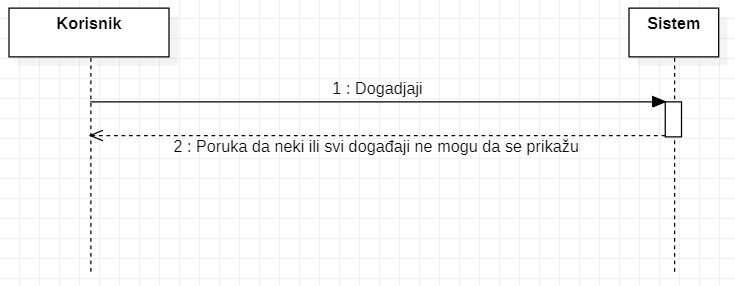 Korisnik
Sistem
1 : Dogadjaji
2 : Poruka da neki ili svi događaji ne mogu da se prikažu